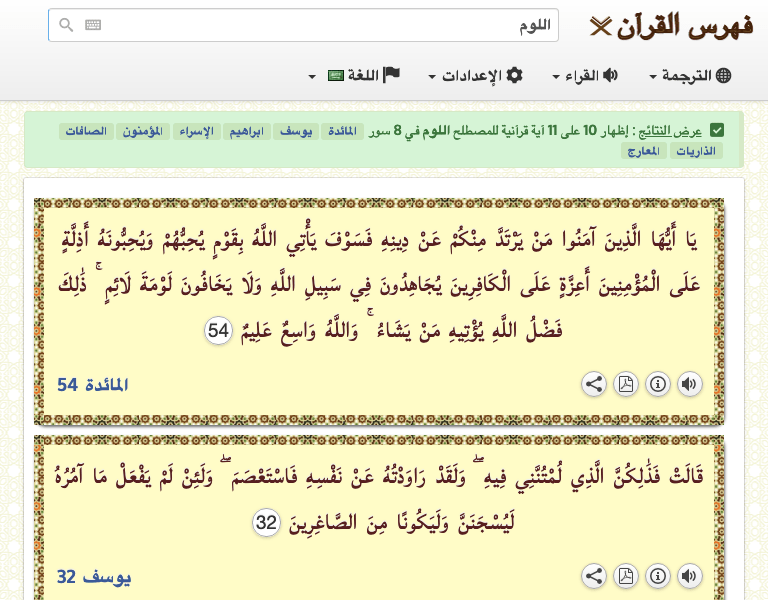 فهرس القرآن
اللوم
الترجمة
القراء
الإعدادات
اللغة
عرض النتائج : إظهار 10 على 11 آية قرآنية للمصطلح اللوم في 8 سور المائدة يوسف ابراهيم الإسراء المؤمنون الصافات
الذاريات المعارج
يَا أَيُّهَا الَّذِينَ آمَنُوا مَنْ يَرْتَدَّ مِنْكُمْ عَنْ دِينِهِ فَسَوْفَ يَأْتِي اللَّهُ بِقَوْمٍ يُحِبُّهُمْ وَيُحِبُّونَهُ أَذِلَّةٍ
عَلَى الْمُؤْمِنِينَ أَعِزَّةٍ عَلَى الْكَافِرِينَ يُجَاهِدُونَ فِي سَبِيلِ اللَّهِ وَلَا يَخَافُونَ لَوْمَةَ لَائِمٍ ۚ ذَٰلِكَ
فَضْلُ اللَّهِ يُؤْتِيهِ مَنْ يَشَاءُ ۚ وَاللَّهُ وَاسِعٌ عَلِيمٌ 54
المائدة 54
قَالَتْ فَذَٰلِكُنَّ الَّذِي لُمْتُنَّنِي فِيهِ ۖ وَلَقَدْ رَاوَدْتُهُ عَنْ نَفْسِهِ فَاسْتَعْصَمَ ۖ وَلَئِنْ لَمْ يَفْعَلْ مَا آمُرُهُ
لَيُسْجَنَنَّ وَلَيَكُونًا مِنَ الصَّاغِرِينَ 32
يوسف 32